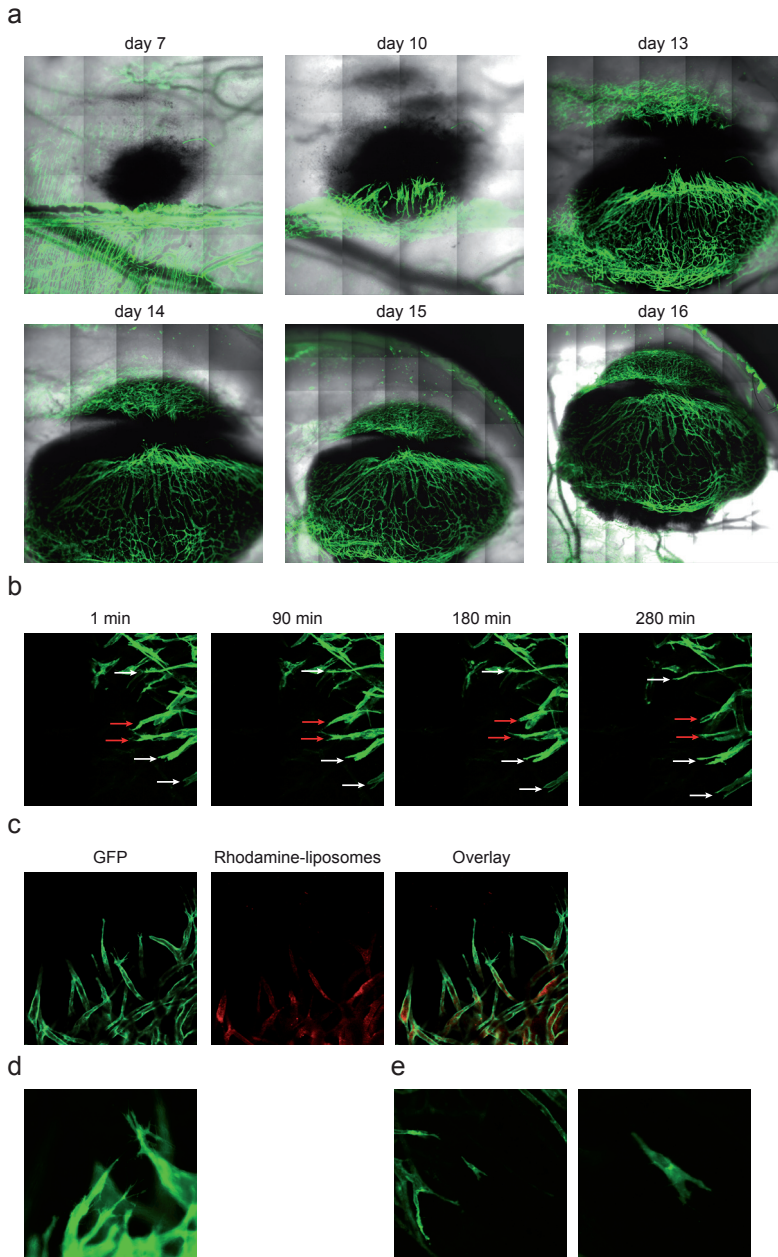 a
day 7 day 10 day 13
day 14 day 15 day 16
b
1 min 90 min 180 min 280 min
c
GFP Rhodamine-liposomes Overlay
d e